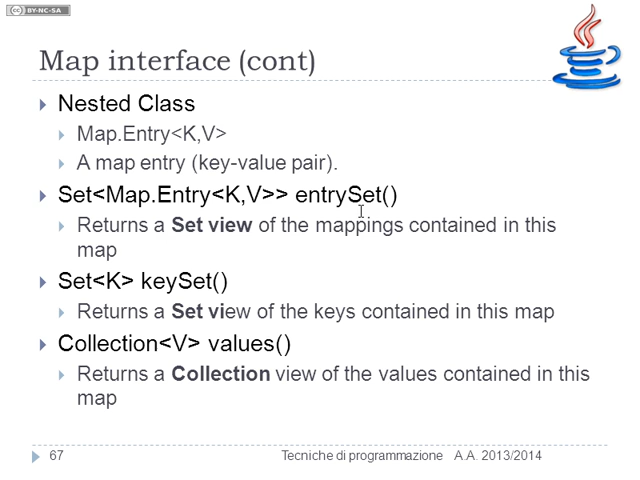 cc BY-NC-SA
Map interface (cont)
Nested Class
Map.Entry<K,V>
A map entry (key-value pair).
Set<Map.Entry<K,V>> entrySet()
Returns a Set view of the mappings contained in this
map
Set<K> keySet()
Returns a Set view of the keys contained in this map
Collection<V> values()
Returns a Collection view of the values contained in this
map
67 Tecniche di programmazione A.A. 2013/2014